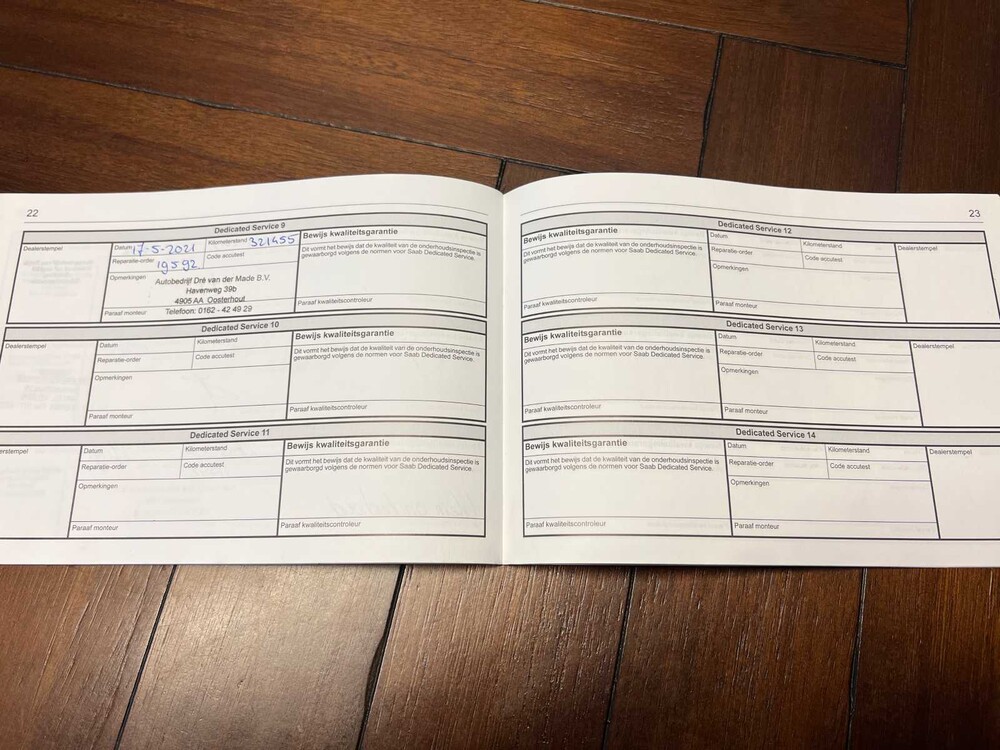 22
Dedicated Service 9
Dealerstempel
Datum 17-5-2021
Kilometerstand 321455
Reparatie-order 19592
Code accutest
Opmerkingen
Autobedrijf Dré van der Made B.V.
Havenweg 39b
4905 AA Oosterhout
Telefoon: 0162 - 42 49 29
Paraaf monteur
Bewijs kwaliteitsgarantie
Dit vormt het bewijs dat de kwaliteit van de onderhoudsinspectie is
gewaarborgd volgens de normen voor Saab Dedicated Service.
Paraaf kwaliteitscontroleur
Dedicated Service 10
Dealerstempel
Datum
Kilometerstand
Reparatie-order
Code accutest
Opmerkingen
Paraaf monteur
Bewijs kwaliteitsgarantie
Dit vormt het bewijs dat de kwaliteit van de onderhoudsinspectie is
gewaarborgd volgens de normen voor Saab Dedicated Service.
Paraaf kwaliteitscontroleur
Dedicated Service 11
erstempel
Datum
Kilometerstand
Reparatie-order
Code accutest
Opmerkingen
Paraaf monteur
Bewijs kwaliteitsgarantie
Dit vormt het bewijs dat de kwaliteit van de onderhoudsinspectie is
gewaarborgd volgens de normen voor Saab Dedicated Service.
Paraaf kwaliteitscontroleur
23
Dedicated Service 12
Bewijs kwaliteitsgarantie
Dit vormt het bewijs dat de kwaliteit van de onderhoudsinspectie is
gewaarborgd volgens de normen voor Saab Dedicated Service.
Paraaf kwaliteitscontroleur
Datum
Kilometerstand
Reparatie-order
Code accutest
Opmerkingen
Paraaf monteur
Dealerstempel
Dedicated Service 13
Bewijs kwaliteitsgarantie
Dit vormt het bewijs dat de kwaliteit van de onderhoudsinspectie is
gewaarborgd volgens de normen voor Saab Dedicated Service.
Paraaf kwaliteitscontroleur
Datum
Kilometerstand
Reparatie-order
Code accutest
Opmerkingen
Paraaf monteur
Dealerstempel
Dedicated Service 14
Bewijs kwaliteitsgarantie
Dit vormt het bewijs dat de kwaliteit van de onderhoudsinspectie is
gewaarborgd volgens de normen voor Saab Dedicated Service.
Paraaf kwaliteitscontroleur
Datum
Kilometerstand
Reparatie-order
Code accutest
Opmerkingen
Paraaf monteur
Dealerstempel